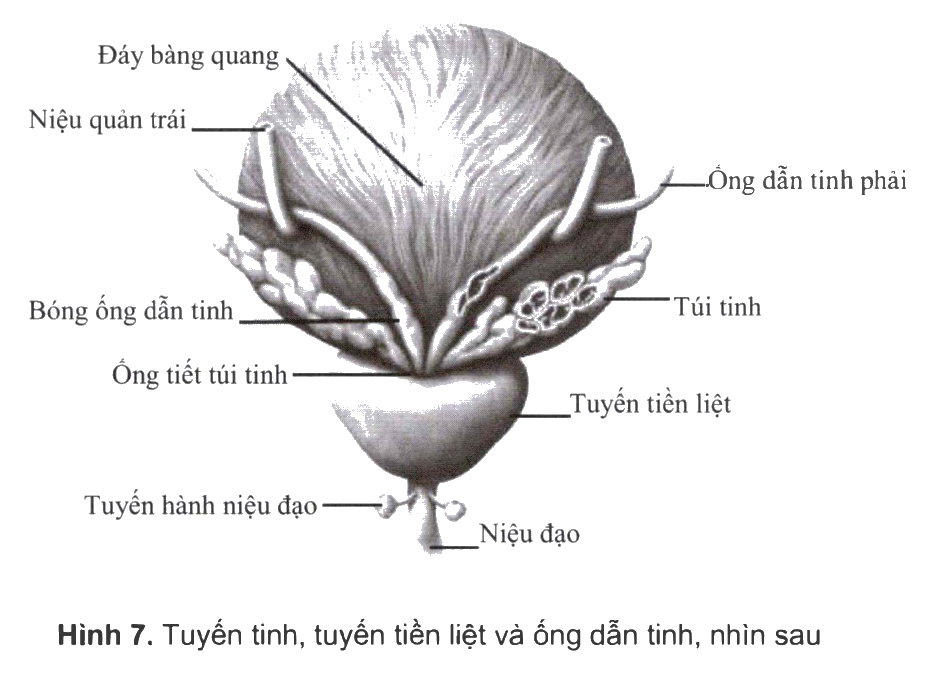 Đáy bàng quang
Niệu quản trái
Ống dẫn tinh phải
Bóng ống dẫn tinh
Túi tinh
Ống tiết túi tinh
Tuyến tiền liệt
Tuyến hành niệu đạo
Niệu đạo
Hình 7. Tuyến tinh, tuyến tiền liệt và ống dẫn tinh, nhìn sau